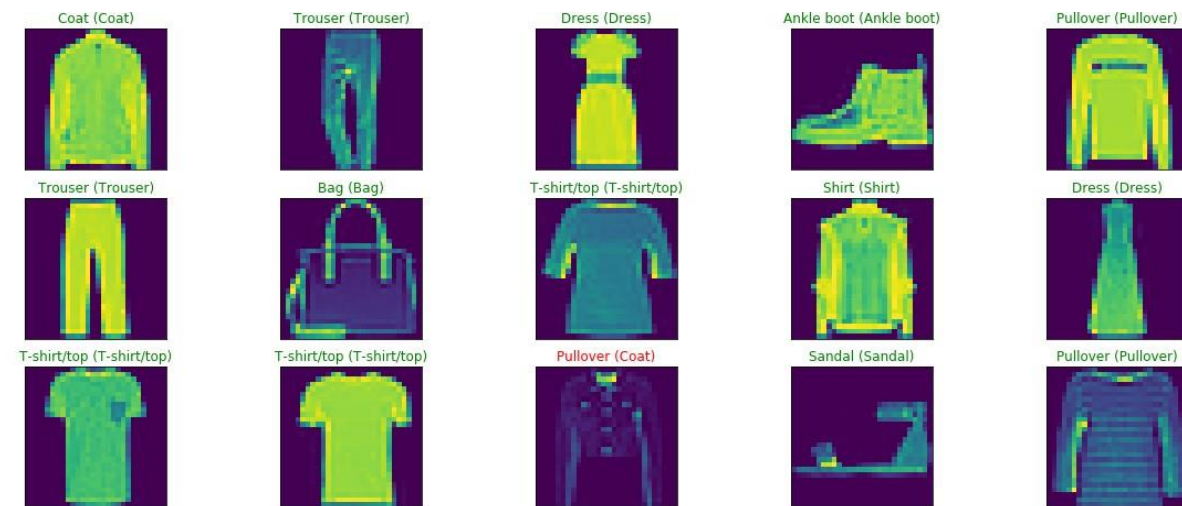 Coat (Coat)
Trouser (Trouser)
Dress (Dress)
Ankle boot (Ankle boot)
Pullover (Pullover)
Trouser (Trouser)
Bag (Bag)
T-shirt/top (T-shirt/top)
Shirt (Shirt)
Dress (Dress)
T-shirt/top (T-shirt/top)
T-shirt/top (T-shirt/top)
Pullover (Coat)
Sandal (Sandal)
Pullover (Pullover)